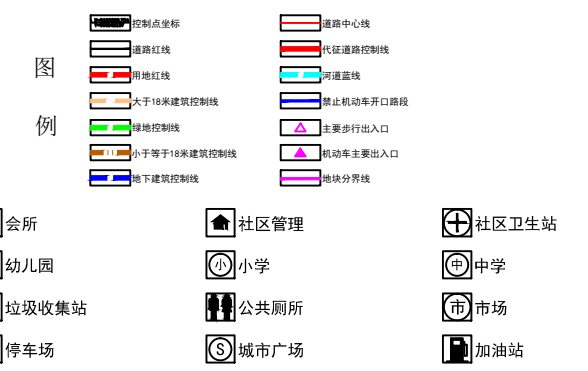 图例
控制点坐标 道路中心线
道路红线 代征道路控制线
用地红线 河道蓝线
大于18米建筑控制线 禁止机动车开口路段
绿地控制线 主要步行出入口
小于等于18米建筑控制线 机动车主要出入口
地下建筑控制线 地块分界线
会所 社区管理 社区卫生站
幼儿园 小 小学 中 中学
垃圾收集站 公共厕所 市 市场
停车场 S 城市广场 加油站